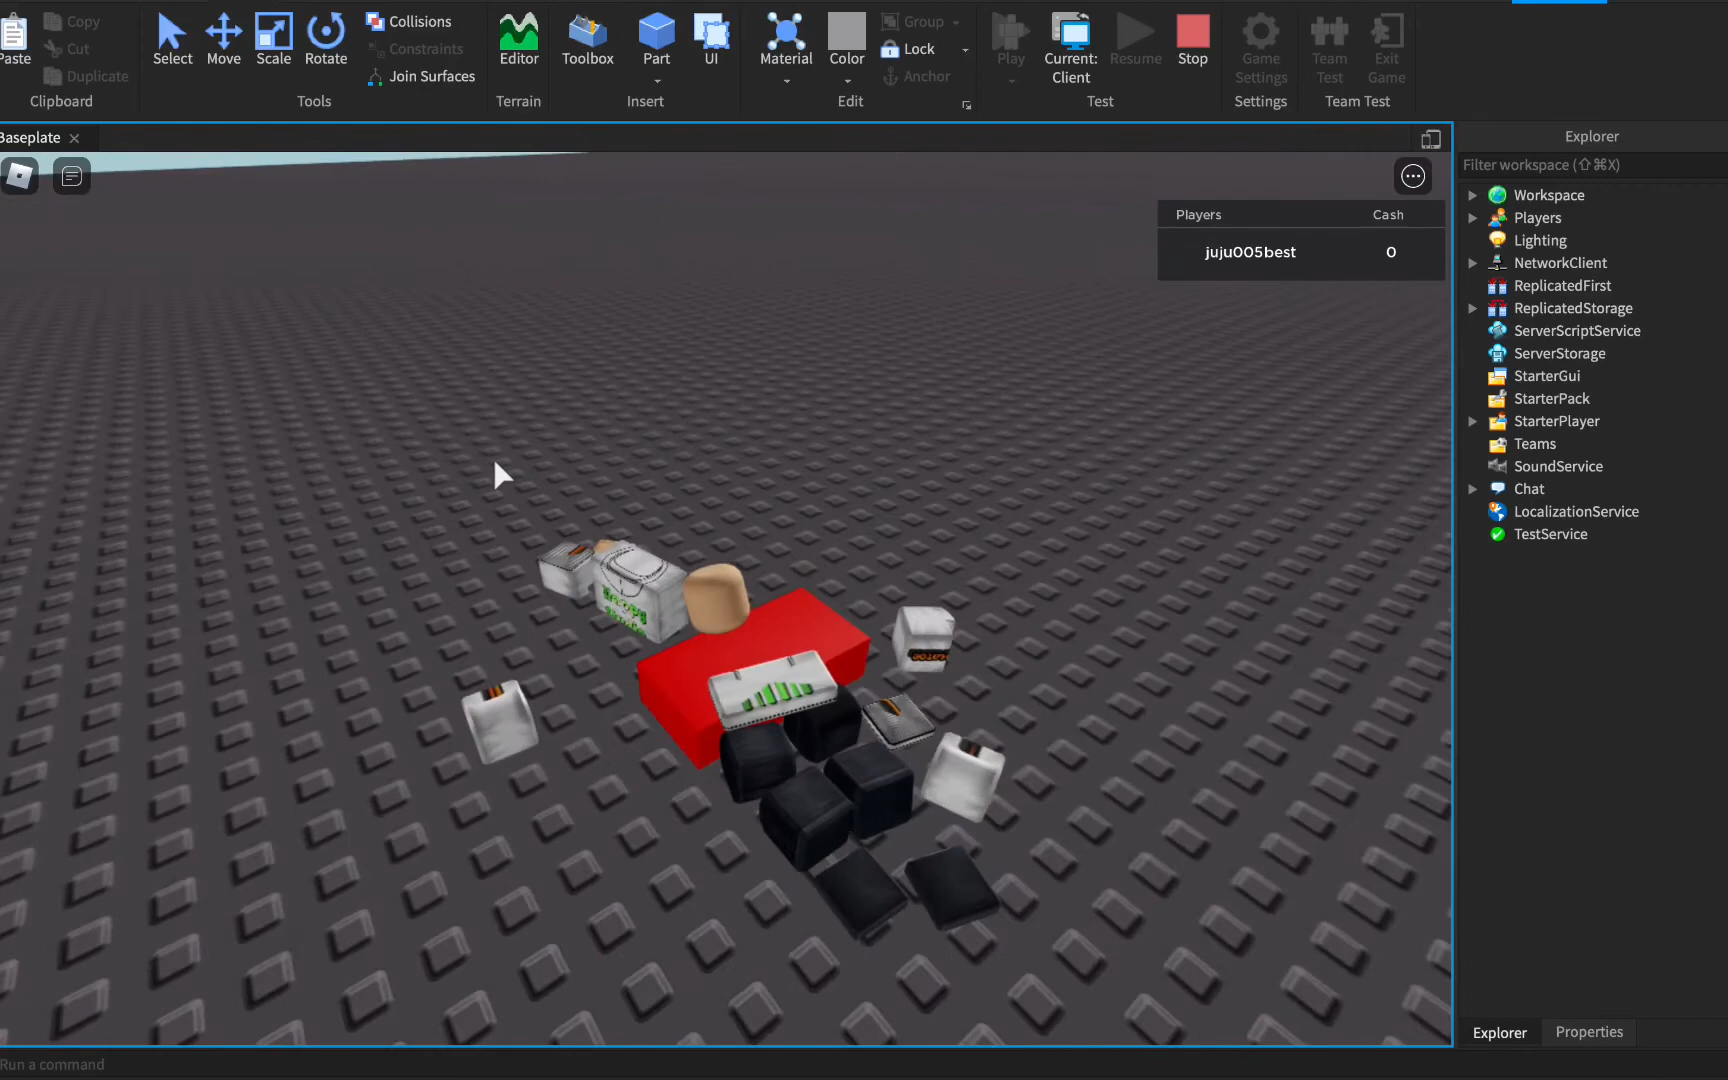 Paste
Copy
Cut
Duplicate
Clipboard
Select
Move
Scale
Rotate
Collisions
Constraints
Join Surfaces
Tools
Editor
Terrain
Toolbox
Part
UI
Insert
Material
Color
Group
Lock
Anchor
Edit
Play
Current:
Client
Resume
Stop
Test
Game
Settings
Settings
Team
Test
Exit
Game
Team Test
Baseplate
Players Cash
juju005best 0
Explorer
Filter workspace (⇧⌘X)
Workspace
Players
Lighting
NetworkClient
ReplicatedFirst
ReplicatedStorage
ServerScriptService
ServerStorage
StarterGui
StarterPack
StarterPlayer
Teams
SoundService
Chat
LocalizationService
TestService
Explorer Properties
Run a command